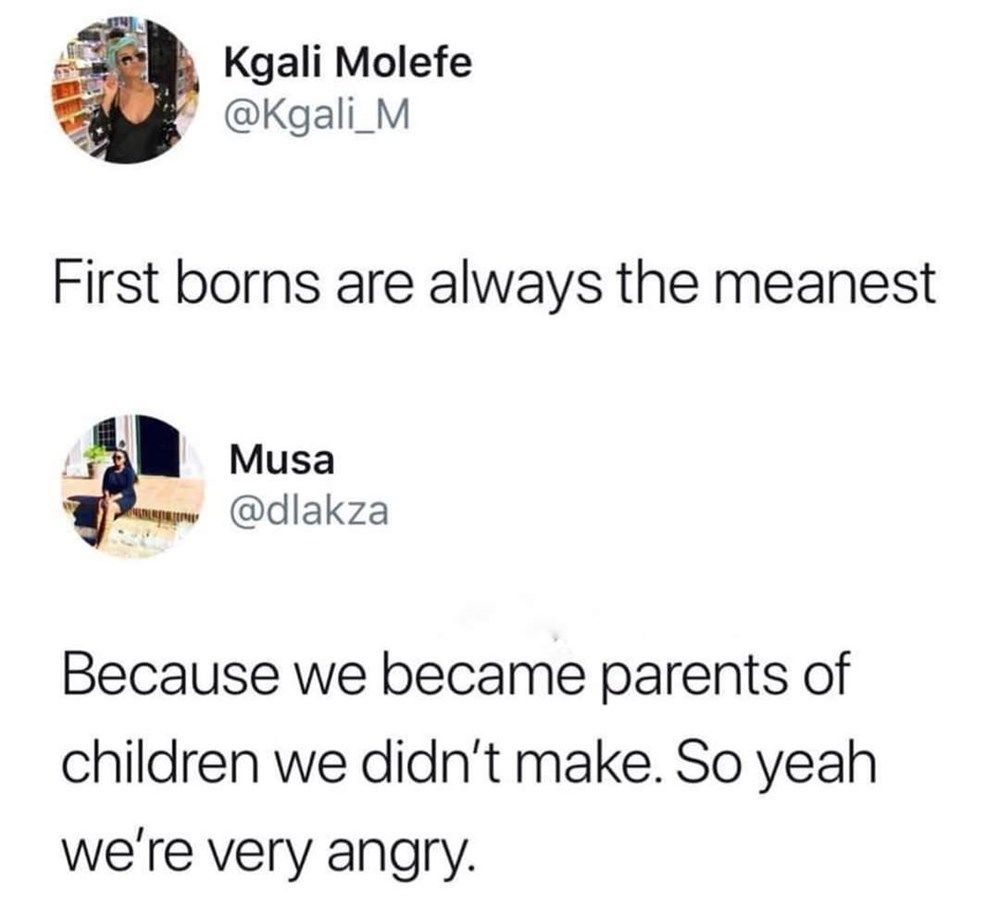 Kgali Molefe
@Kgali_M
First borns are always the meanest
Musa
@dlakza
Because we became parents of
children we didn't make. So yeah
we're very angry.